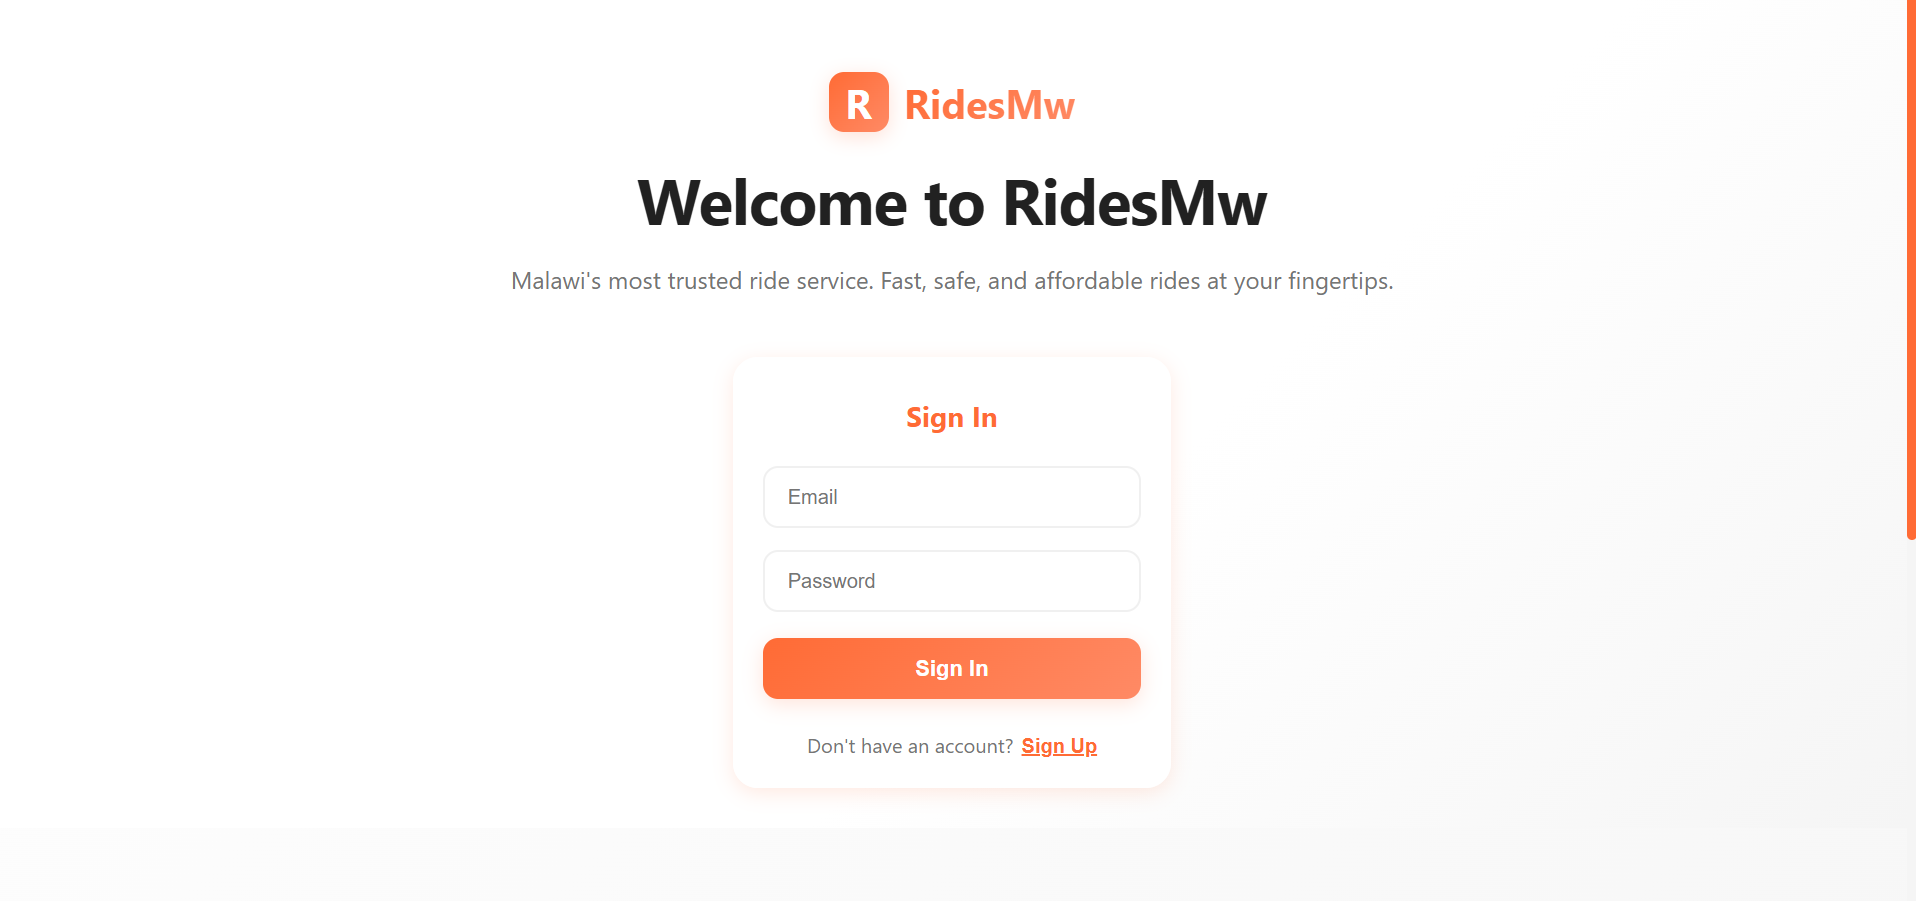 R RidesMw
Welcome to RidesMw
Malawi's most trusted ride service. Fast, safe, and affordable rides at your fingertips.
Sign In
Email
Password
Sign In
Don't have an account? Sign Up